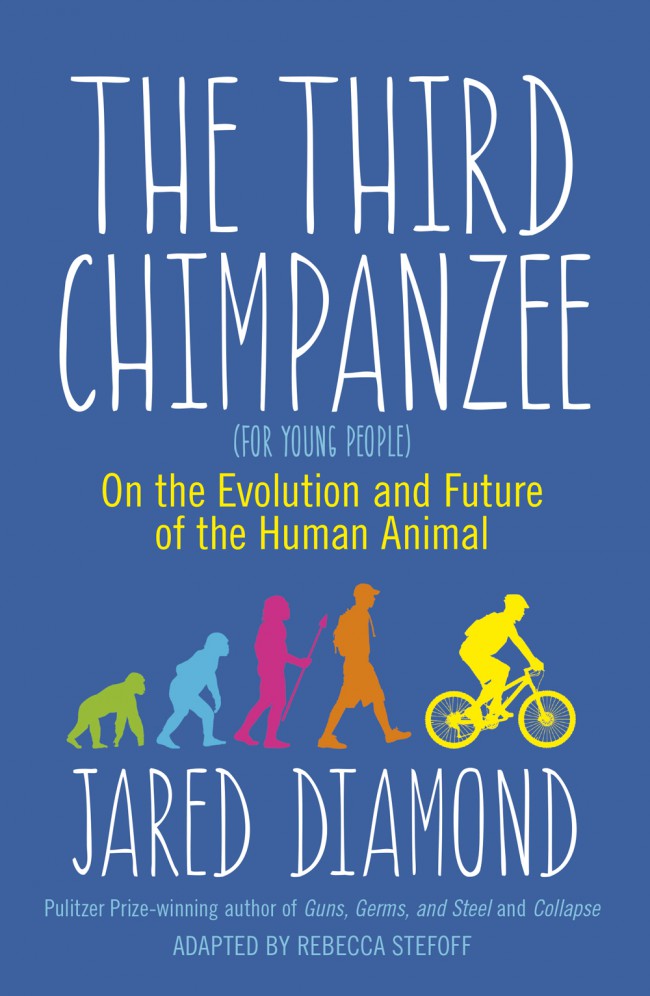 THE THIRD
CHIMPANZEE
(FOR YOUNG PEOPLE)
On the Evolution and Future
of the Human Animal
JARED DIAMOND
Pulitzer Prize-winning author of Guns, Germs, and Steel and Collapse
ADAPTED BY REBECCA STEFOFF